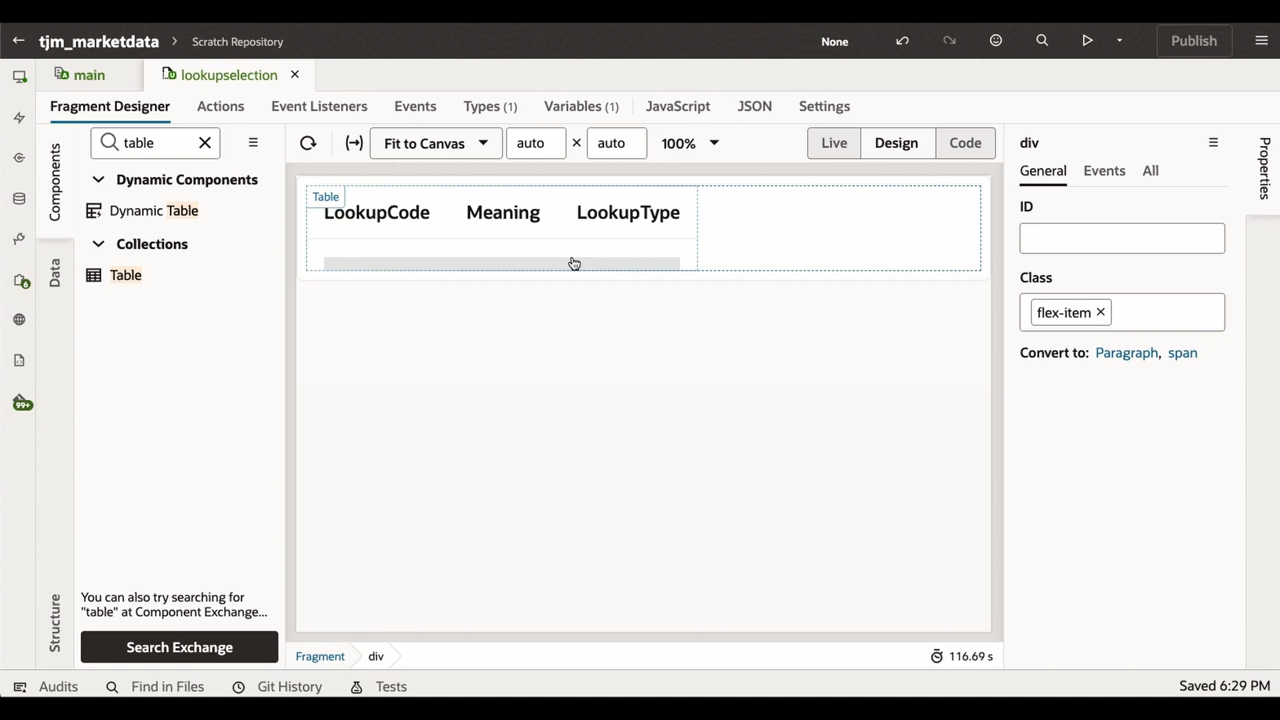 tjm_marketdata
Scratch Repository
None
Publish
main
lookupselection
Fragment Designer
Actions
Event Listeners
Events
Types (1)
Variables (1)
JavaScript
JSON
Settings
Components
Data
Structure
table
Dynamic Components
Dynamic Table
Collections
Table
You can also try searching for
"table" at Component Exchange...
Search Exchange
Fit to Canvas
auto × auto
100%
Live
Design
Code
Table
LookupCode
Meaning
LookupType
Fragment
div
116.69 s
div
General
Events
All
ID
Class
flex-item ×
Convert to: Paragraph, span
Properties
99+
Audits
Find in Files
Git History
Tests
Saved 6:29 PM